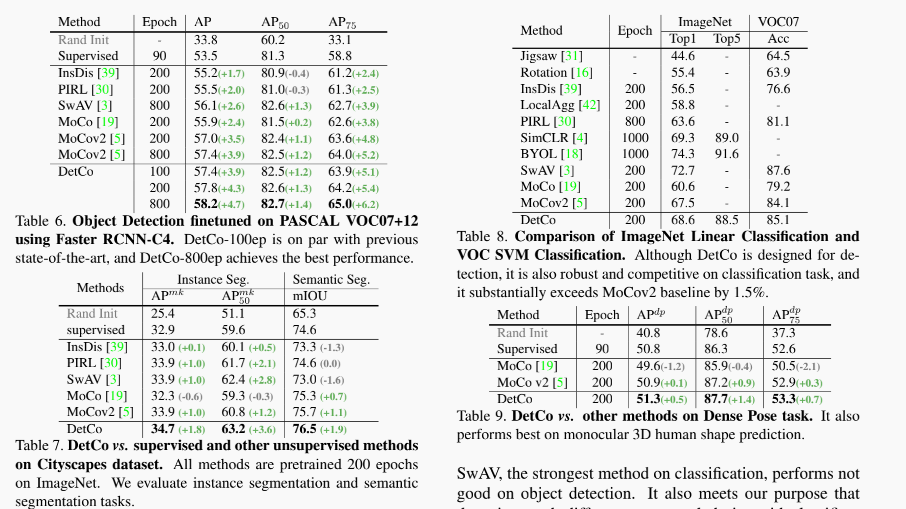 Method Epoch AP AP50 AP75
Rand Init - 33.8 60.2 33.1
Supervised 90 53.5 81.3 58.8
InsDis [39] 200 55.2(+1.7) 80.9(-0.4) 61.2(+2.4)
PIRL [30] 200 55.5(+2.0) 81.0(-0.3) 61.3(+2.5)
SwAV [3] 800 56.1(+2.6) 82.6(+1.3) 62.7(+3.9)
MoCo [19] 200 55.9(+2.4) 81.5(+0.2) 62.6(+3.8)
MoCov2 [5] 200 57.0(+3.5) 82.4(+1.1) 63.6(+4.8)
MoCov2 [5] 800 57.4(+3.9) 82.5(+1.2) 64.0(+5.2)
DetCo 100 57.4(+3.9) 82.5(+1.2) 63.9(+5.1)
200 57.8(+4.3) 82.6(+1.3) 64.2(+5.4)
800 58.2(+4.7) 82.7(+1.4) 65.0(+6.2)
Table 6. Object Detection finetuned on PASCAL VOC07+12
using Faster RCNN-C4. DetCo-100ep is on par with previous
state-of-the-art, and DetCo-800ep achieves the best performance.
Methods Instance Seg. Semantic Seg.
APmk APmk50 mIOU
Rand Init 25.4 51.1 65.3
supervised 32.9 59.6 74.6
InsDis [39] 33.0 (+0.1) 60.1 (+0.5) 73.3 (-1.3)
PIRL [30] 33.9 (+1.0) 61.7 (+2.1) 74.6 (0.0)
SwAV [3] 33.9 (+1.0) 62.4 (+2.8) 73.0 (-1.6)
MoCo [19] 32.3 (-0.6) 59.3 (-0.3) 75.3 (+0.7)
MoCov2 [5] 33.9 (+1.0) 60.8 (+1.2) 75.7 (+1.1)
DetCo 34.7 (+1.8) 63.2 (+3.6) 76.5 (+1.9)
Table 7. DetCo vs. supervised and other unsupervised methods
on Cityscapes dataset. All methods are pretrained 200 epochs
on ImageNet. We evaluate instance segmentation and semantic
segmentation tasks.
Method Epoch ImageNet VOC07
Top1 Top5 Acc
Jigsaw [31] - 44.6 - 64.5
Rotation [16] - 55.4 - 63.9
InsDis [39] 200 56.5 - 76.6
LocalAgg [42] 200 58.8 - -
PIRL [30] 800 63.6 - 81.1
SimCLR [4] 1000 69.3 89.0 -
BYOL [18] 1000 74.3 91.6 -
SwAV [3] 200 72.7 - 87.6
MoCo [19] 200 60.6 - 79.2
MoCov2 [5] 200 67.5 - 84.1
DetCo 200 68.6 88.5 85.1
Table 8. Comparison of ImageNet Linear Classification and
VOC SVM Classification. Although DetCo is designed for de-
tection, it is also robust and competitive on classification task, and
it substantially exceeds MoCov2 baseline by 1.5%.
Method Epoch APdp APdp50 APdp75
Rand Init - 40.8 78.6 37.3
Supervised 90 50.8 86.3 52.6
MoCo [19] 200 49.6(-1.2) 85.9(-0.4) 50.5(-2.1)
MoCo v2 [5] 200 50.9(+0.1) 87.2(+0.9) 52.9(+0.3)
DetCo 200 51.3(+0.5) 87.7(+1.4) 53.3(+0.7)
Table 9. DetCo vs. other methods on Dense Pose task. It also
performs best on monocular 3D human shape prediction.
SwAV, the strongest method on classification, performs not
good on object detection. It also meets our purpose that